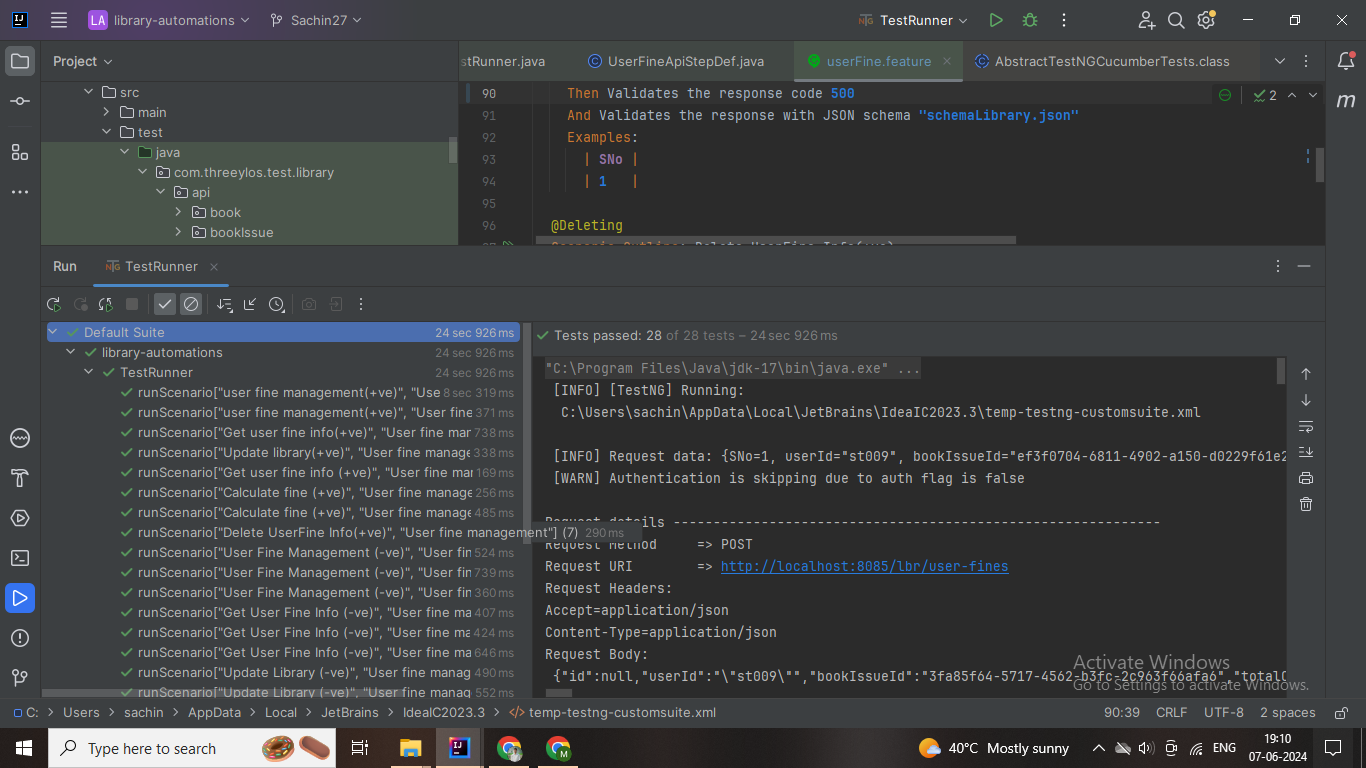 LA library-automations Sachin27 TestRunner
Project
src
main
test
java
com.threeylos.test.library
api
book
bookIssue
stRunner.java UserFineApiStepDef.java userFine.feature AbstractTestNGCucumberTests.class
90 Then Validates the response code 500
2
91 And Validates the response with JSON schema "schemaLibrary.json"
92 Examples:
93 | SNo |
94 | 1 |
95
96 @Deleting
Run TestRunner
Default Suite 24 sec 926 ms
library-automations 24 sec 926 ms
TestRunner 24 sec 926 ms
runScenario["user fine management(+ve)", "Use 8 sec 319 ms
runScenario["user fine management(+ve)", "User fine 371 ms
runScenario["Get user fine info(+ve)", "User fine mar 738 ms
runScenario["Update library(+ve)", "User fine manage 338 ms
runScenario["Get user fine info (+ve)", "User fine ma 169 ms
runScenario["Calculate fine (+ve)", "User fine manage 256 ms
runScenario["Calculate fine (+ve)", "User fine manage 485 ms
runScenario["Delete UserFine Info(+ve)", "User fine management"] (7) 290 ms
runScenario["User Fine Management (-ve)", "User fin 524 ms
runScenario["User Fine Management (-ve)", "User fin 739 ms
runScenario["User Fine Management (-ve)", "User fin 360 ms
runScenario["Get User Fine Info (-ve)", "User fine ma 407 ms
runScenario["Get User Fine Info (-ve)", "User fine ma 424 ms
runScenario["Get User Fine Info (-ve)", "User fine ma 646 ms
runScenario["Update Library (-ve)", "User fine manag 490 ms
runScenario["Update Library (-ve)", "User fine manag 552 ms
Tests passed: 28 of 28 tests – 24 sec 926 ms
"C:\Program Files\Java\jdk-17\bin\java.exe" ...
[INFO] [TestNG] Running:
C:\Users\sachin\AppData\Local\JetBrains\IdeaIC2023.3\temp-testng-customsuite.xml
[INFO] Request data: {SNo=1, userId="st009", bookIssueId="ef3f0704-6811-4902-a150-d0229f61e2
[WARN] Authentication is skipping due to auth flag is false
Request details --------------------------------------------------------------
Request Method => POST
Request URI => http://localhost:8085/lbr/user-fines
Request Headers:
Accept=application/json
Content-Type=application/json
Request Body:
{"id":null,"userId":"\"st009\"","bookIssueId":"3fa85f64-5717-4562-b3fc-2c963f66afa6"
Activate Windows
Go to Settings to activate Windows.
C: Users sachin AppData Local JetBrains IdeaIC2023.3 temp-testng-customsuite.xml 90:39 CRLF UTF-8 2 spaces
Type here to search 40°C Mostly sunny ENG 19:10
07-06-2024